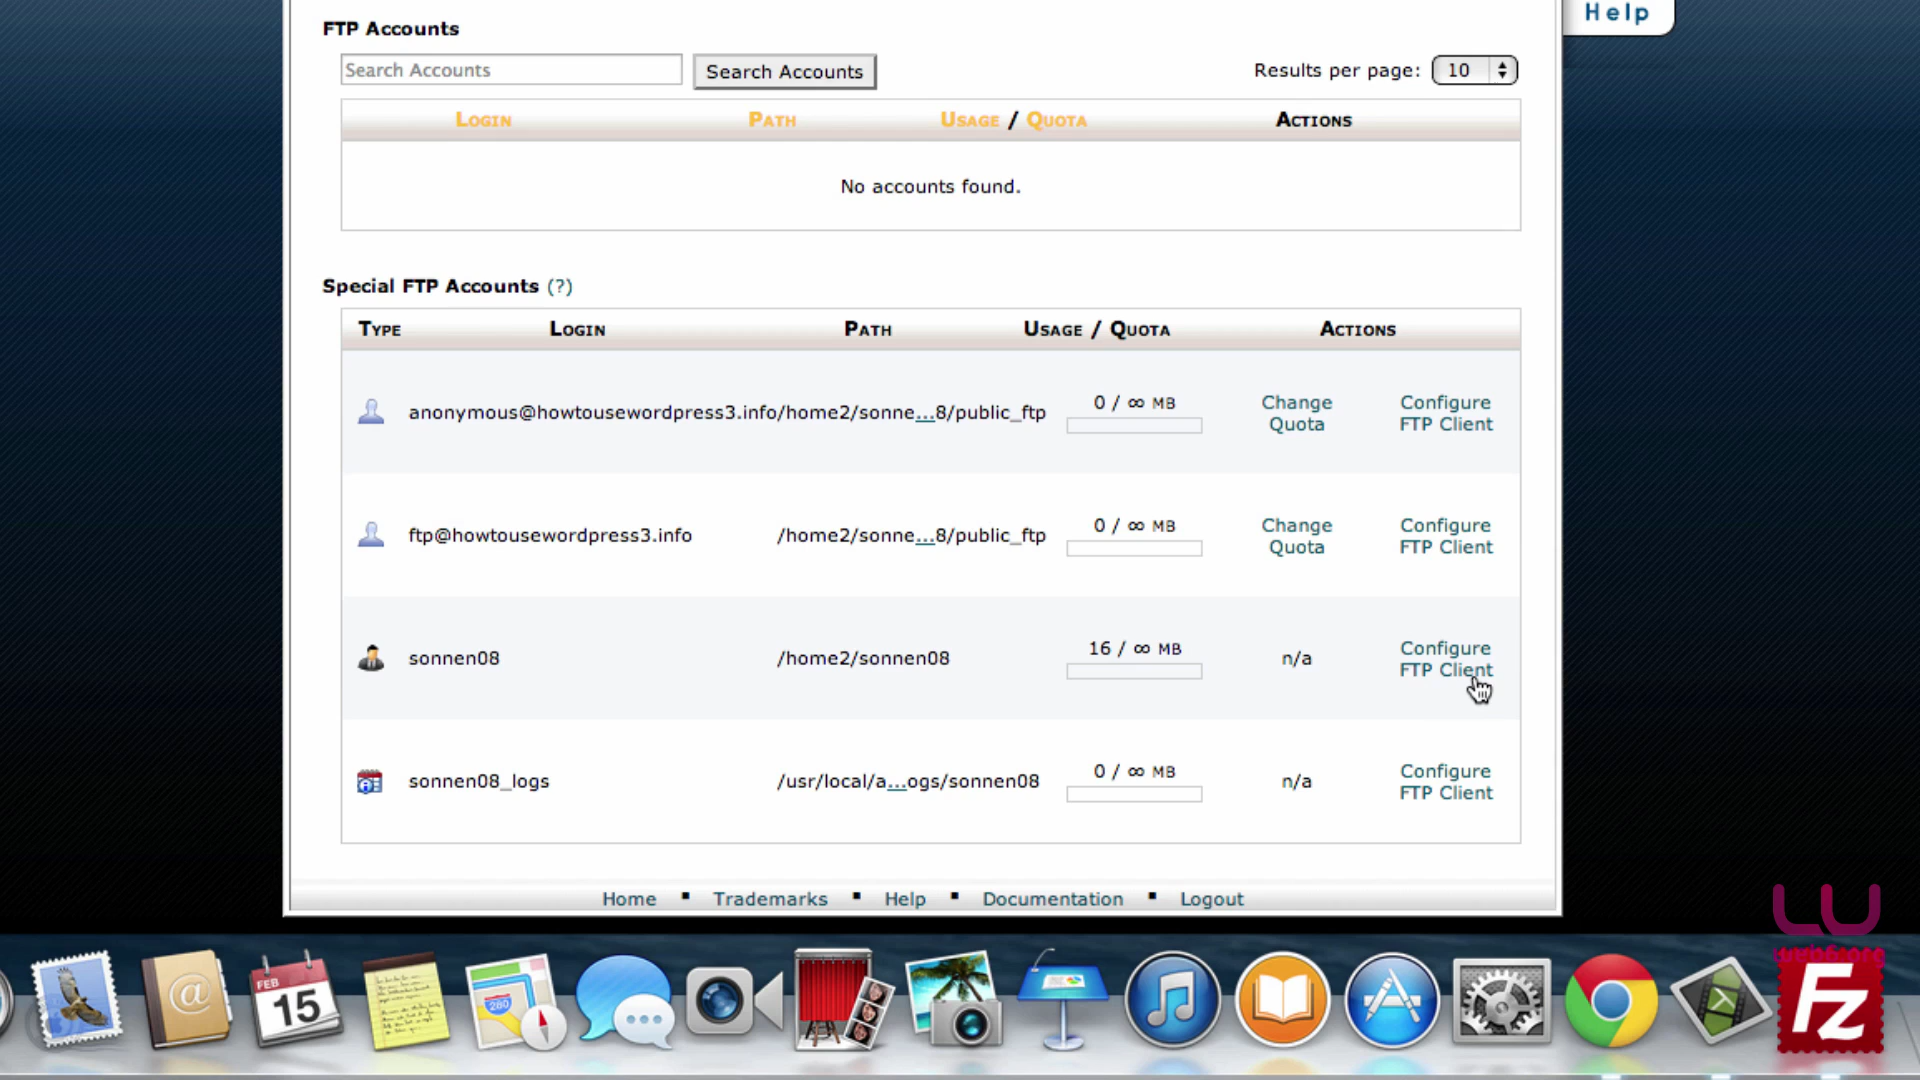 Help
FTP Accounts
Search Accounts Search Accounts Results per page: 10
LOGIN PATH USAGE / QUOTA ACTIONS
No accounts found.
Special FTP Accounts (?)
TYPE LOGIN PATH USAGE / QUOTA ACTIONS
anonymous@howtousewordpress3.info/home2/sonne...8/public_ftp 0 / ∞ MB Change Quota Configure FTP Client
ftp@howtousewordpress3.info /home2/sonne...8/public_ftp 0 / ∞ MB Change Quota Configure FTP Client
sonnen08 /home2/sonnen08 16 / ∞ MB n/a Configure FTP Client
sonnen08_logs /usr/local/a...ogs/sonnen08 0 / ∞ MB n/a Configure FTP Client
Home ▪ Trademarks ▪ Help ▪ Documentation ▪ Logout
FEB
15
280
@
Fz